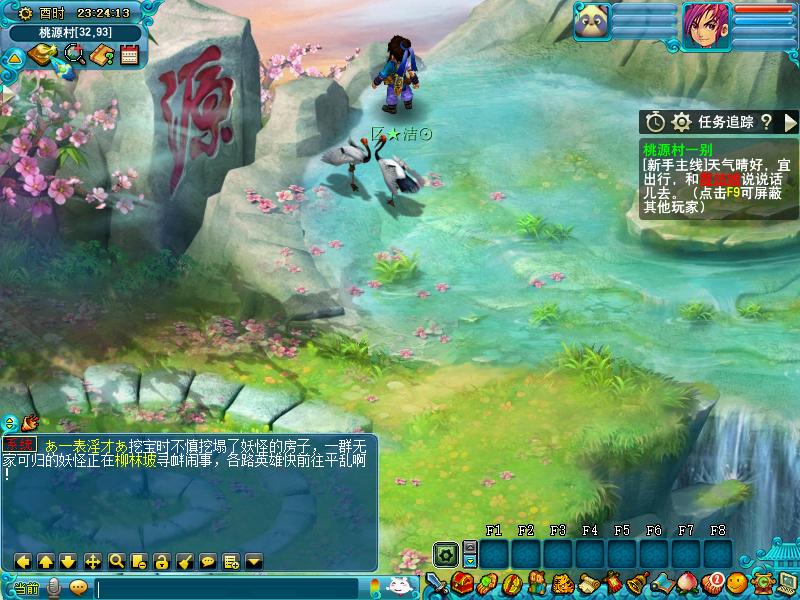 酉时 23:24:13
桃源村[32,93]
源
区★洁⊙
任务追踪 ?
桃源村一别
[新手主线]天气晴好，宜
出行，和
说说话
儿去。（点击F9可屏蔽
其他玩家）
系统 あ一表淫才あ挖宝时不慎挖塌了妖怪的房子，一群无
家可归的妖怪正在柳林坡寻衅闹事，各路英雄快前往平乱啊
！
F1 F2 F3 F4 F5 F6 F7 F8
当前
2